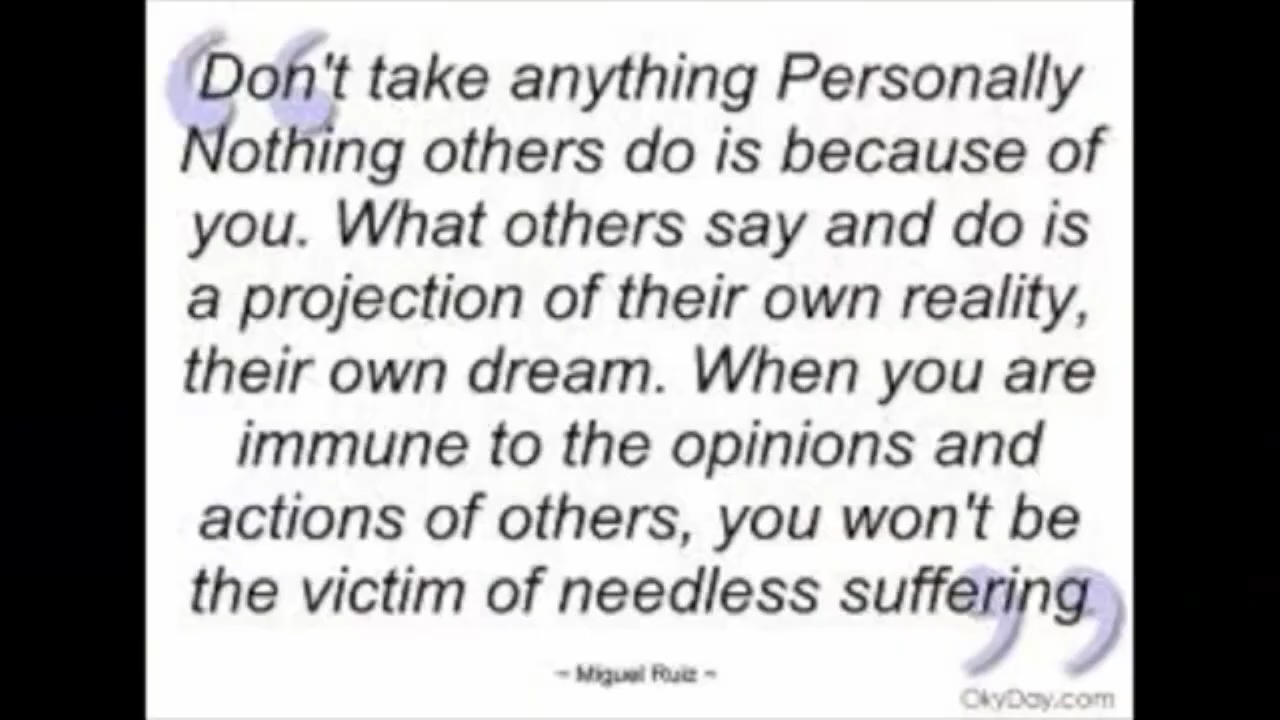 Don't take anything Personally
Nothing others do is because of
you. What others say and do is
a projection of their own reality,
their own dream. When you are
immune to the opinions and
actions of others, you won't be
the victim of needless suffering
~ Miguel Ruiz ~
OkyDay.com